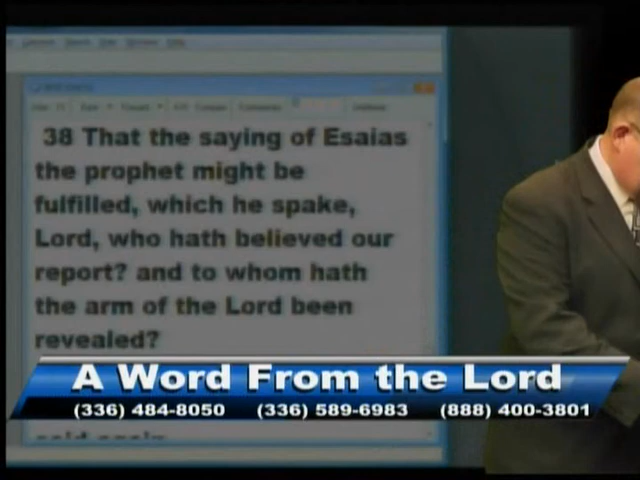 38 That the saying of Esaias
the prophet might be
fulfilled, which he spake,
Lord, who hath believed our
report? and to whom hath
the arm of the Lord been
revealed?
A Word From the Lord
(336) 484-8050 (336) 589-6983 (888) 400-3801